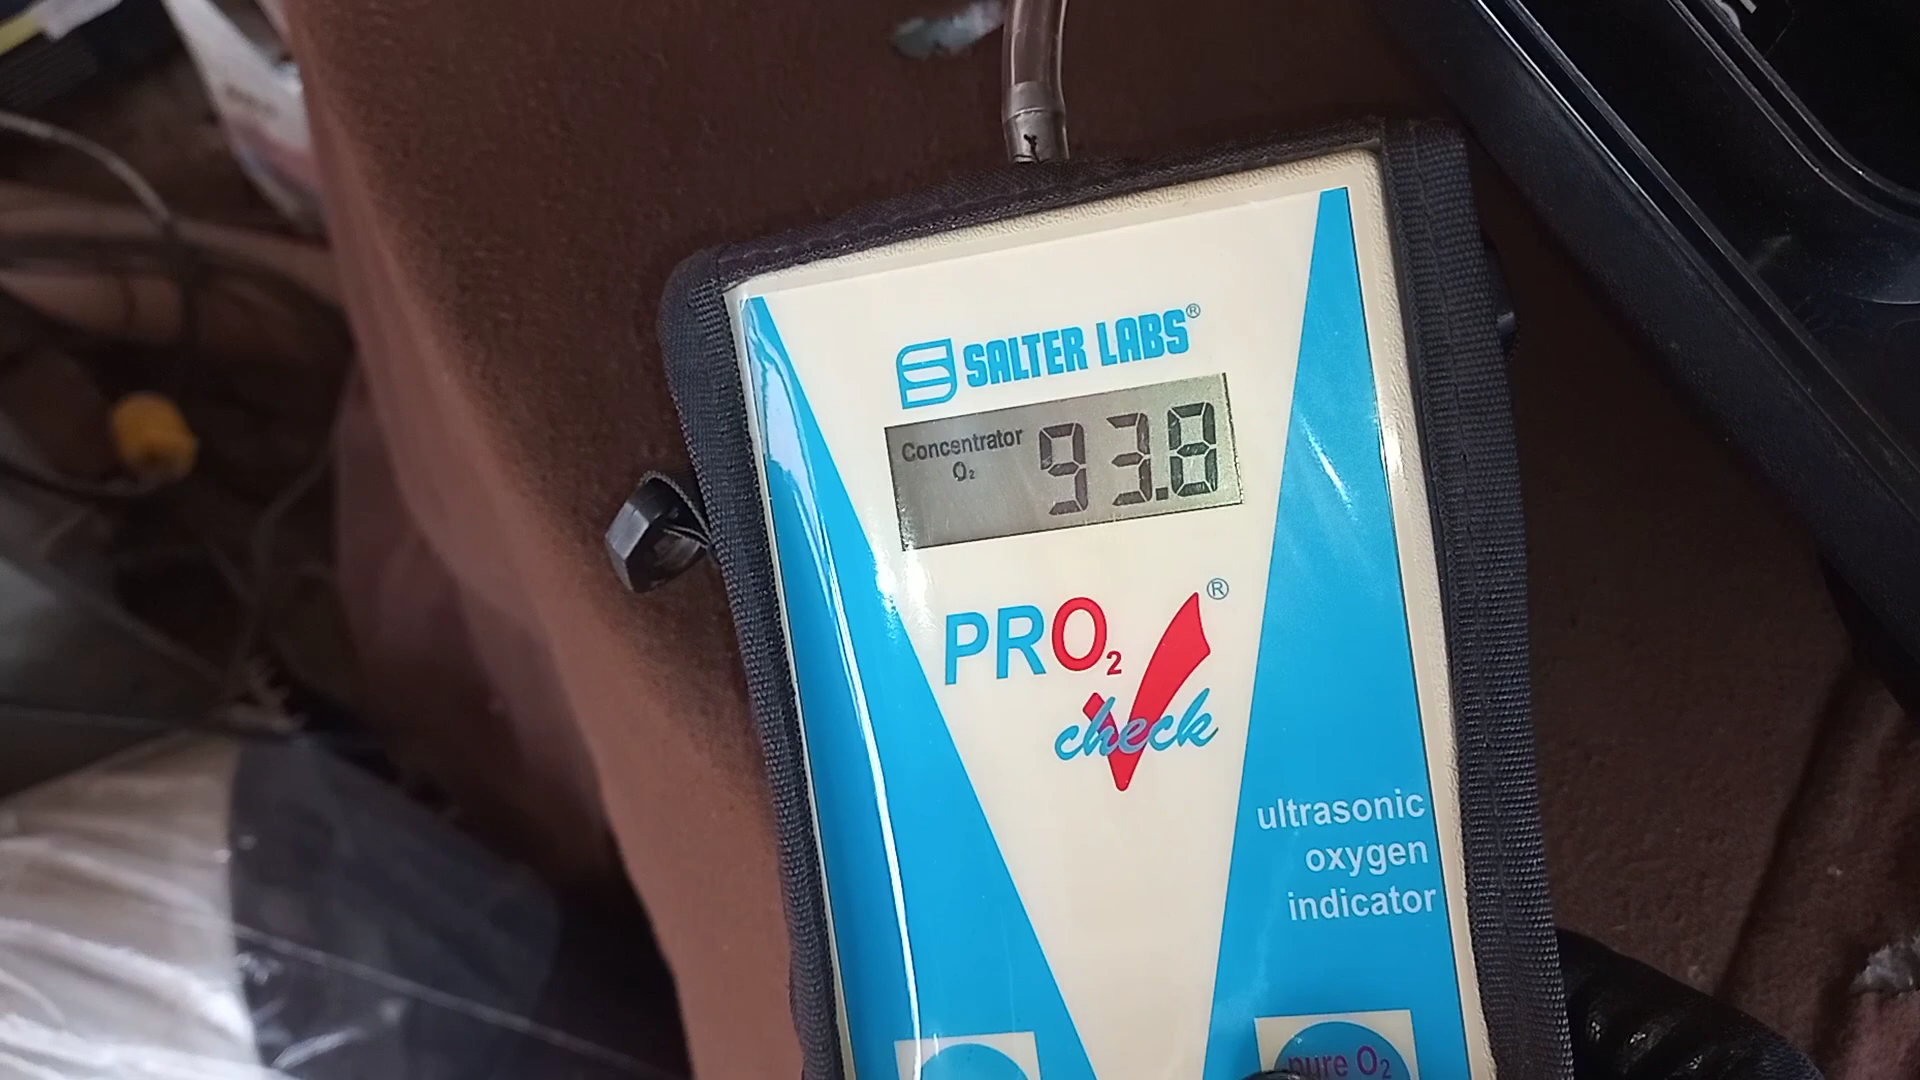 SALTER LABS®
Concentrator
O₂
93.8
PRO₂
®
check
ultrasonic
oxygen
indicator
pure O₂